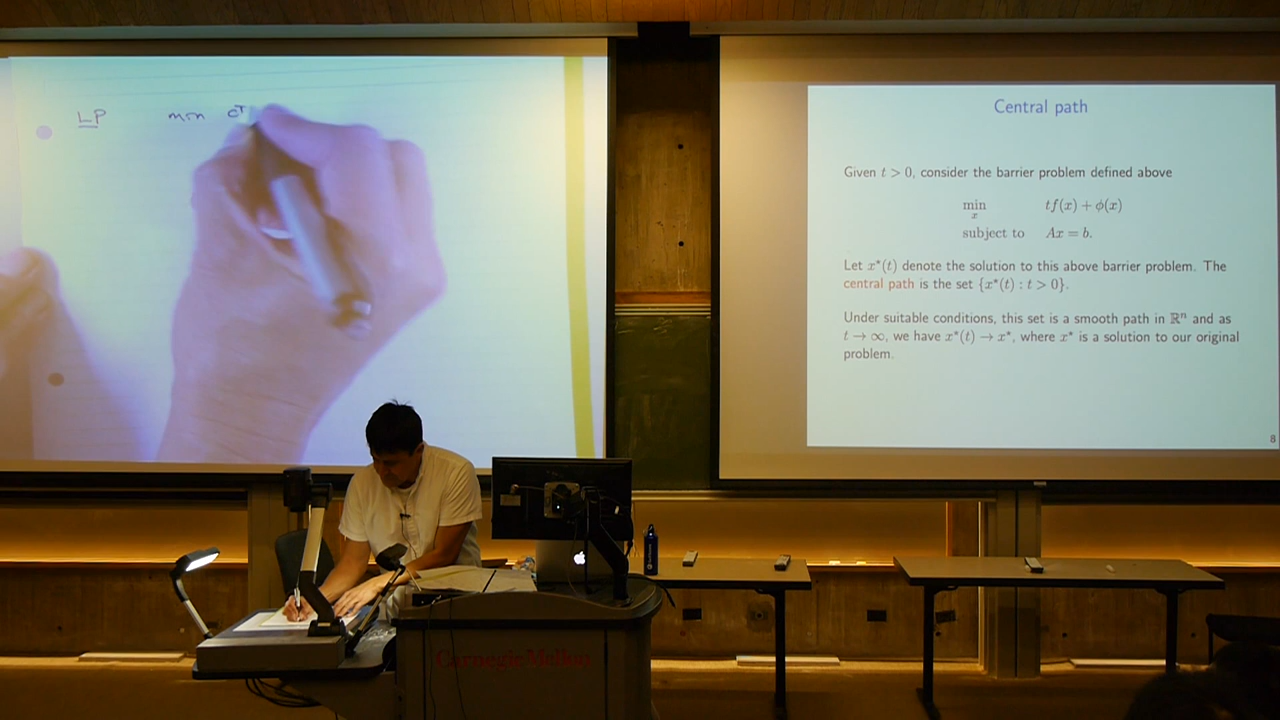 LP min cT
Central path
Given t > 0, consider the barrier problem defined above
min x tf(x) + ϕ(x)
subject to Ax = b.
Let x⋆(t) denote the solution to this above barrier problem. The
central path is the set {x⋆(t) : t > 0}.
Under suitable conditions, this set is a smooth path in ℝⁿ and as
t → ∞, we have x⋆(t) → x⋆, where x⋆ is a solution to our original
problem.
8
Carnegie Mellon